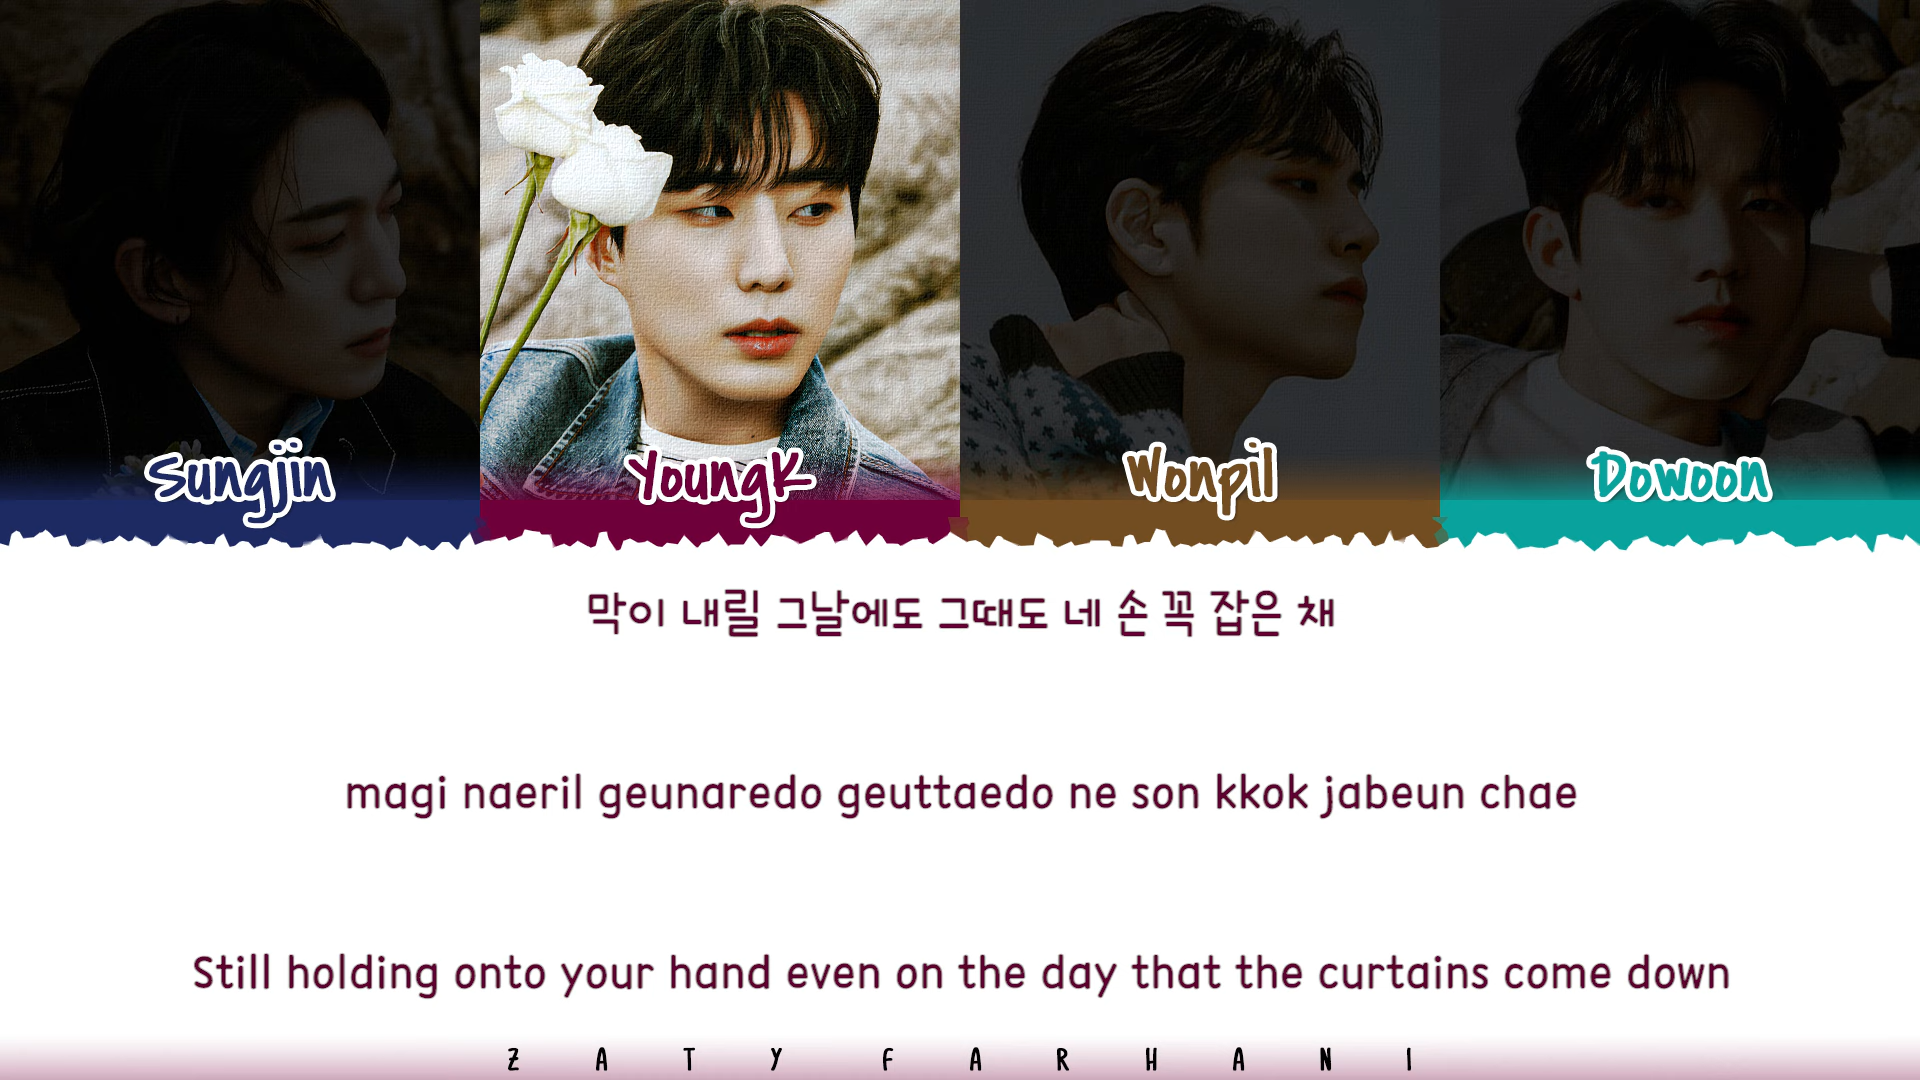 Sungjin
YoungK
Wonpil
Dowoon
막이 내릴 그날에도 그때도 네 손 꼭 잡은 채
magi naeril geunaredo geuttaedo ne son kkok jabeun chae
Still holding onto your hand even on the day that the curtains come down
ZATY FARHANI